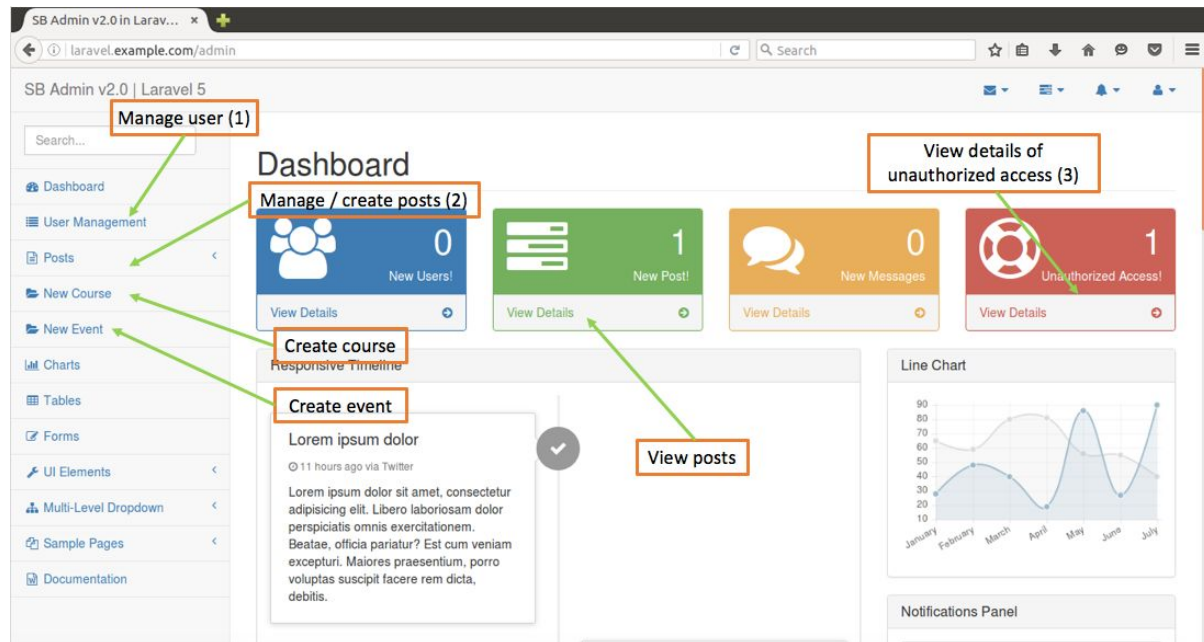 SB Admin v2.0 in Larav...
laravel.example.com/admin
Search
SB Admin v2.0 | Laravel 5
Manage user (1)
Search...
Dashboard
User Management
Posts
New Course
New Event
Charts
Tables
Forms
UI Elements
Multi-Level Dropdown
Sample Pages
Documentation
Dashboard
Manage / create posts (2)
View details of
unauthorized access (3)
0
New Users!
View Details
1
New Post!
View Details
0
New Messages
View Details
1
Unauthorized Access!
View Details
Create course
Responsive Timeline
Create event
Lorem ipsum dolor
11 hours ago via Twitter
Lorem ipsum dolor sit amet, consectetur
adipisicing elit. Libero laboriosam dolor
perspiciatis omnis exercitationem.
Beatae, officia pariatur? Est cum veniam
excepturi. Maiores praesentium, porro
voluptas suscipit facere rem dicta,
debitis.
View posts
Line Chart
90
80
70
60
50
40
30
20
10
January February March April May June July
Notifications Panel